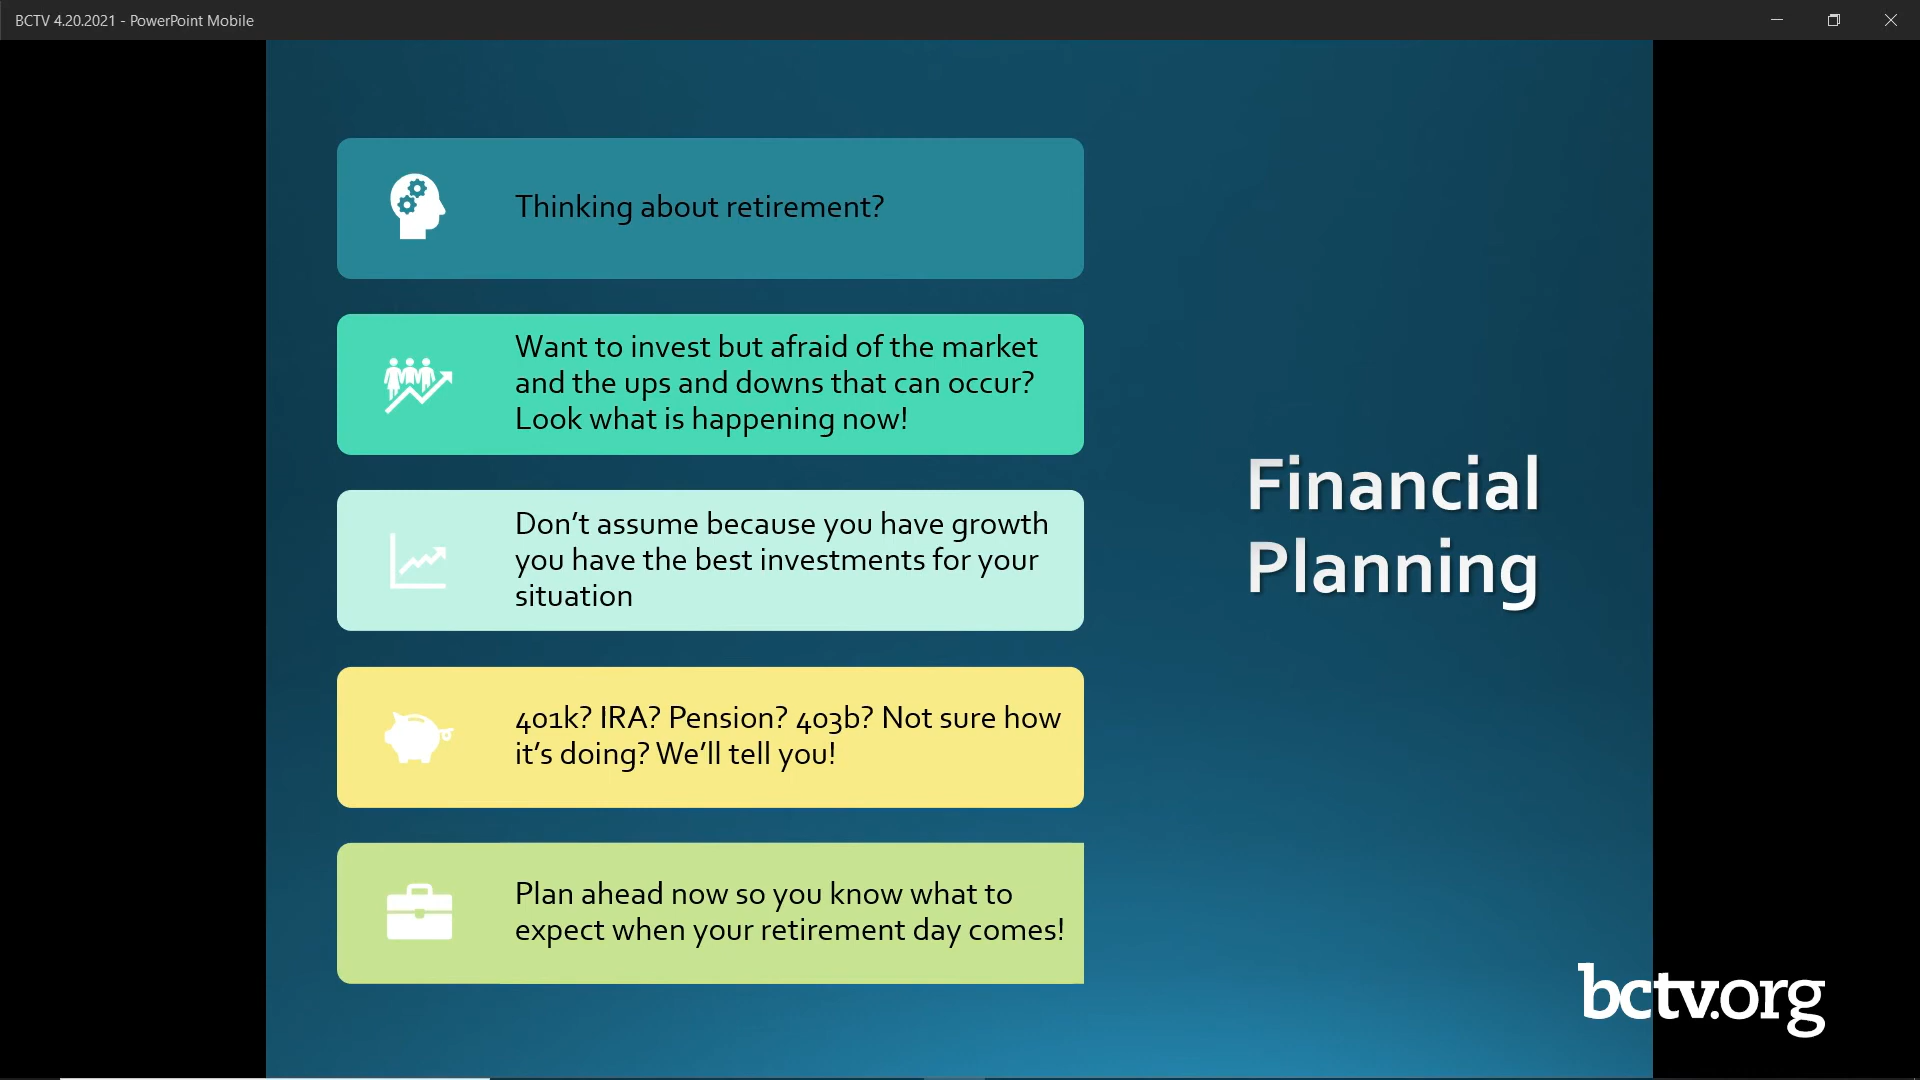 BCTV 4.20.2021 - PowerPoint Mobile
Thinking about retirement?
Want to invest but afraid of the market
and the ups and downs that can occur?
Look what is happening now!
Don’t assume because you have growth
you have the best investments for your
situation
401k? IRA? Pension? 403b? Not sure how
it’s doing? We’ll tell you!
Plan ahead now so you know what to
expect when your retirement day comes!
Financial
Planning
bctv.org